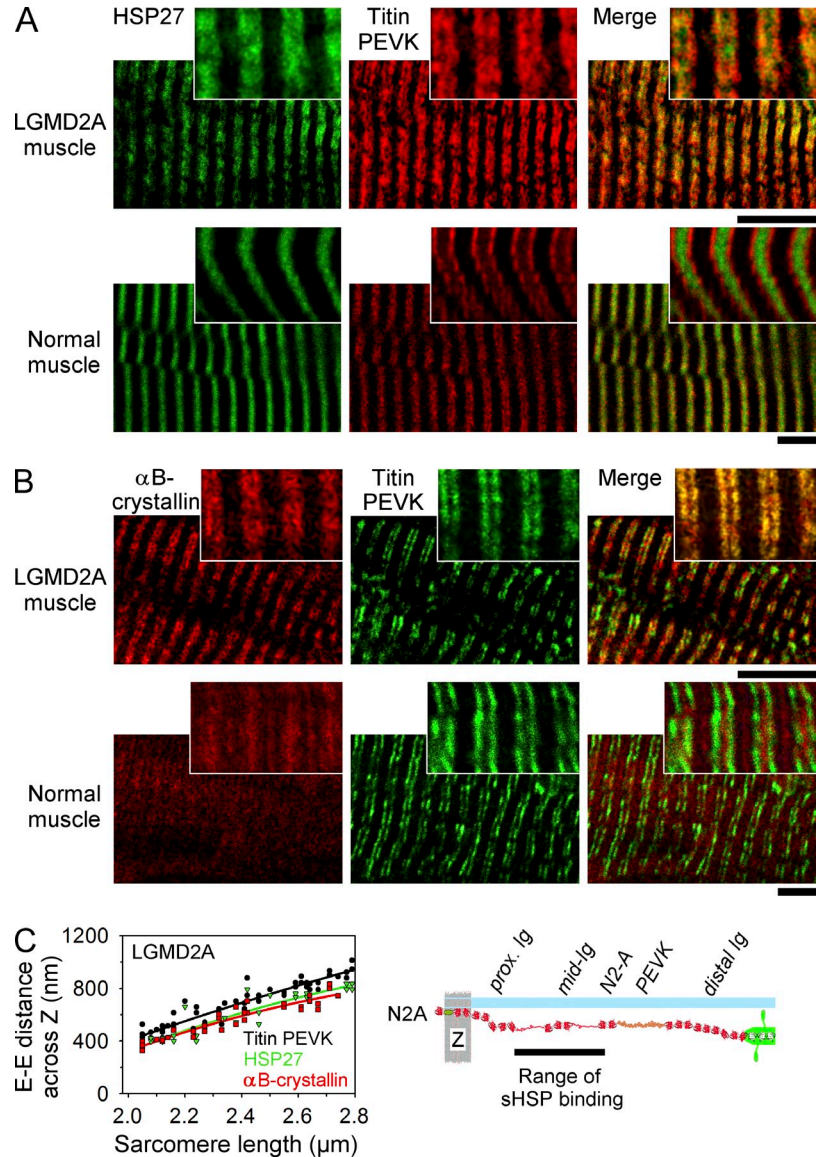 A
HSP27
Titin
PEVK
Merge
LGMD2A
muscle
Normal
muscle
B
αB-
crystallin
Titin
PEVK
Merge
LGMD2A
muscle
Normal
muscle
C
E-E distance
across Z (nm)
1200
800
400
0
LGMD2A
Titin PEVK
HSP27
αB-crystallin
2.0
2.2
2.4
2.6
2.8
Sarcomere length (µm)
prox. Ig
mid-Ig
N2-A
PEVK
distal Ig
N2A
Z
Range of
sHSP binding